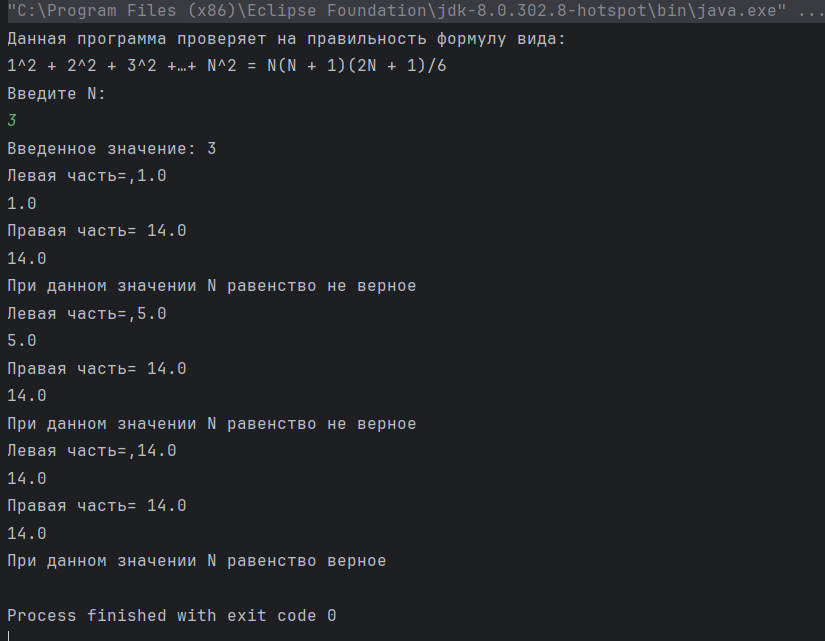 "C:\Program Files (x86)\Eclipse Foundation\jdk-8.0.302.8-hotspot\bin\java.exe" ...
Данная программа проверяет на правильность формулу вида:
1^2 + 2^2 + 3^2 +…+ N^2 = N(N + 1)(2N + 1)/6
Введите N:
3
Введенное значение: 3
Левая часть=,1.0
1.0
Правая часть= 14.0
14.0
При данном значении N равенство не верное
Левая часть=,5.0
5.0
Правая часть= 14.0
14.0
При данном значении N равенство не верное
Левая часть=,14.0
14.0
Правая часть= 14.0
14.0
При данном значении N равенство верное
Process finished with exit code 0